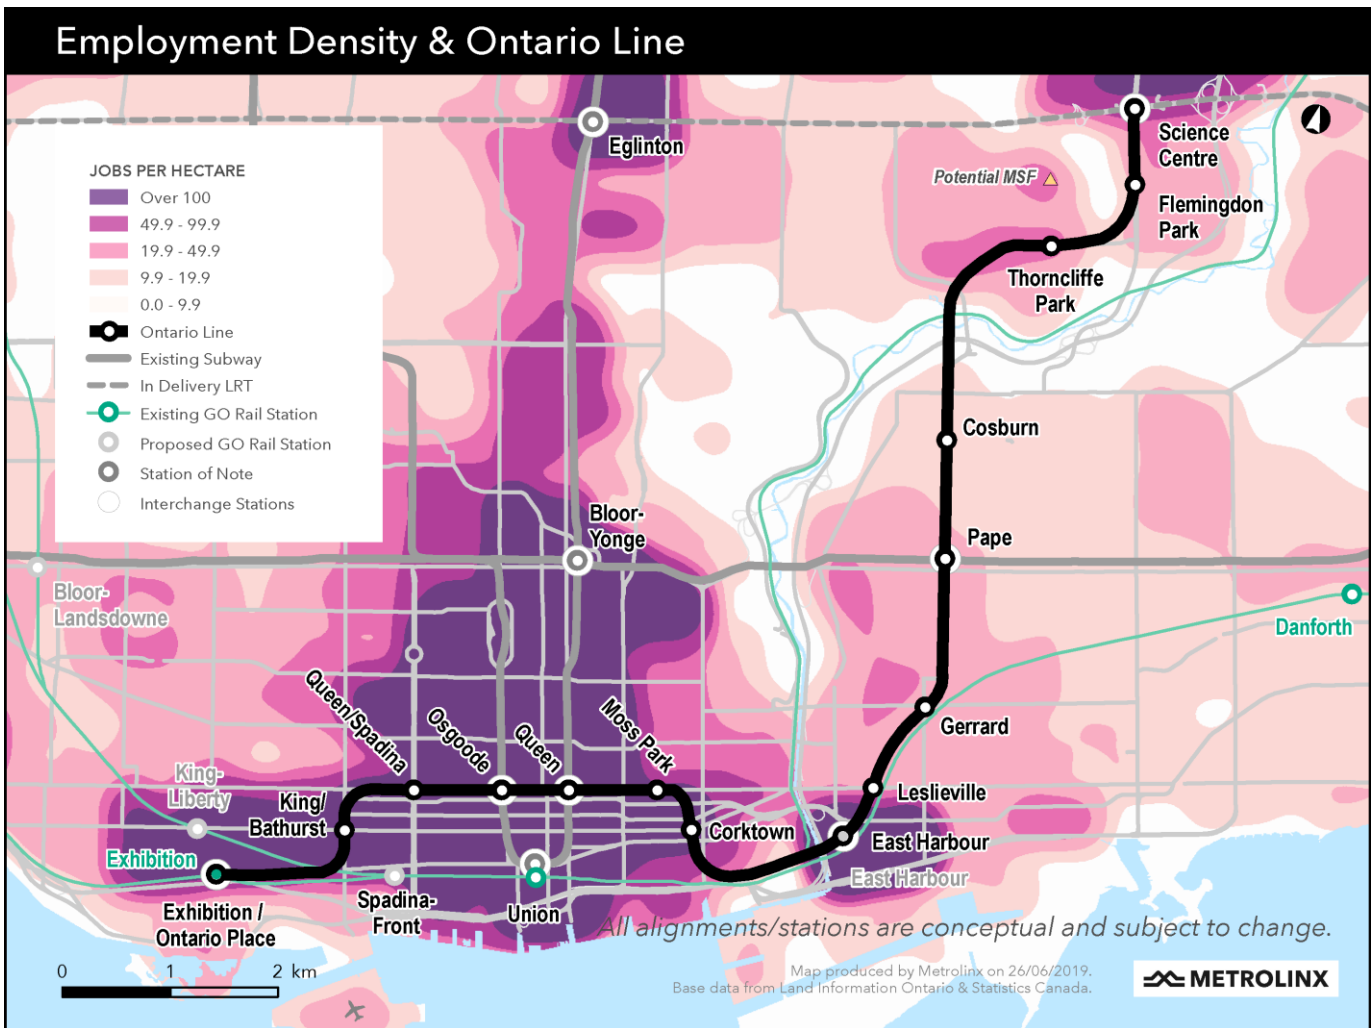 Employment Density & Ontario Line
JOBS PER HECTARE
Over 100
49.9 - 99.9
19.9 - 49.9
9.9 - 19.9
0.0 - 9.9
Ontario Line
Existing Subway
In Delivery LRT
Existing GO Rail Station
Proposed GO Rail Station
Station of Note
Interchange Stations
Eglinton
Science
Centre
Potential MSF
Flemingdon
Park
Thorncliffe
Park
Cosburn
Bloor-
Yonge
Pape
Bloor-
Landsdowne
Danforth
Queen/Spadina
Osgoode
Queen
Moss Park
Gerrard
King-
Liberty
King/
Bathurst
Leslieville
Corktown
East Harbour
Exhibition
East Harbour
Exhibition /
Ontario Place
Spadina-
Front
Union
All alignments/stations are conceptual and subject to change.
0 1 2 km
Map produced by Metrolinx on 26/06/2019.
Base data from Land Information Ontario & Statistics Canada.
METROLINX